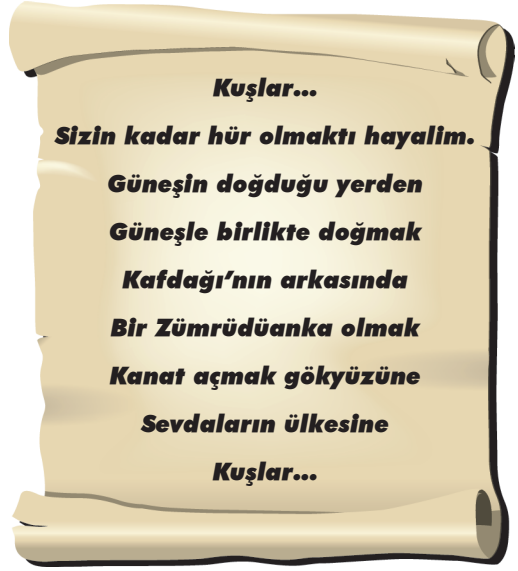 Kuşlar...
Sizin kadar hür olmaktı hayalim.
Güneşin doğduğu yerden
Güneşle birlikte doğmak
Kafdağı’nın arkasında
Bir Zümrüdüanka olmak
Kanat açmak gökyüzüne
Sevdaların ülkesine
Kuşlar...